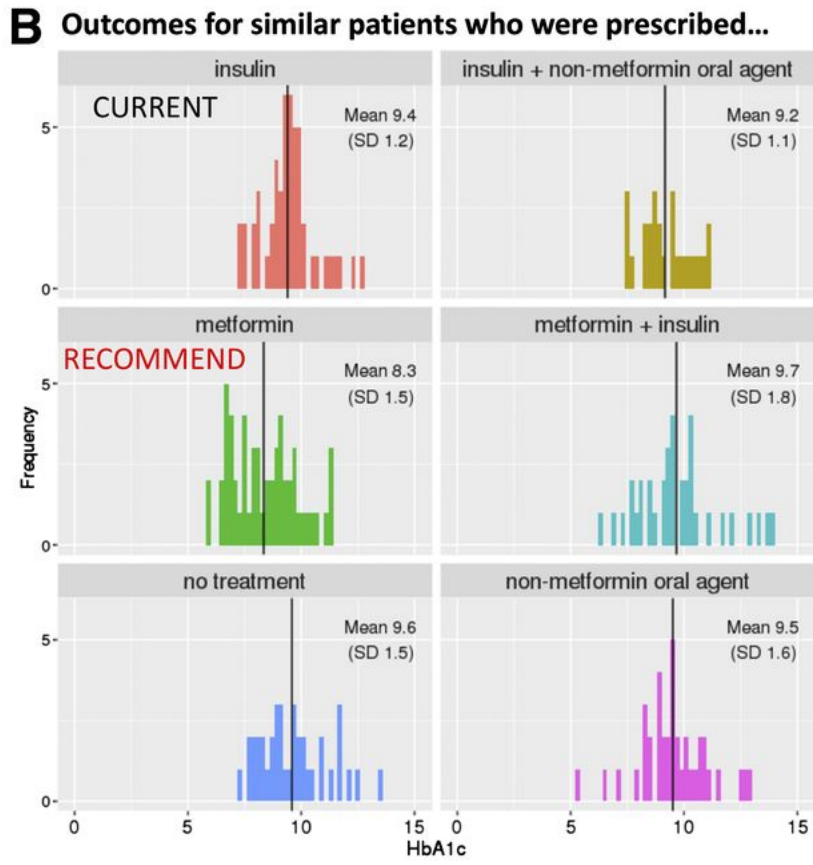 B Outcomes for similar patients who were prescribed...
insulin
CURRENT
Mean 9.4
(SD 1.2)
5
0
insulin + non-metformin oral agent
Mean 9.2
(SD 1.1)
metformin
RECOMMEND
Mean 8.3
(SD 1.5)
5
0
metformin + insulin
Mean 9.7
(SD 1.8)
Frequency
no treatment
Mean 9.6
(SD 1.5)
5
0
non-metformin oral agent
Mean 9.5
(SD 1.6)
0 5 10 15 0 5 10 15
HbA1c